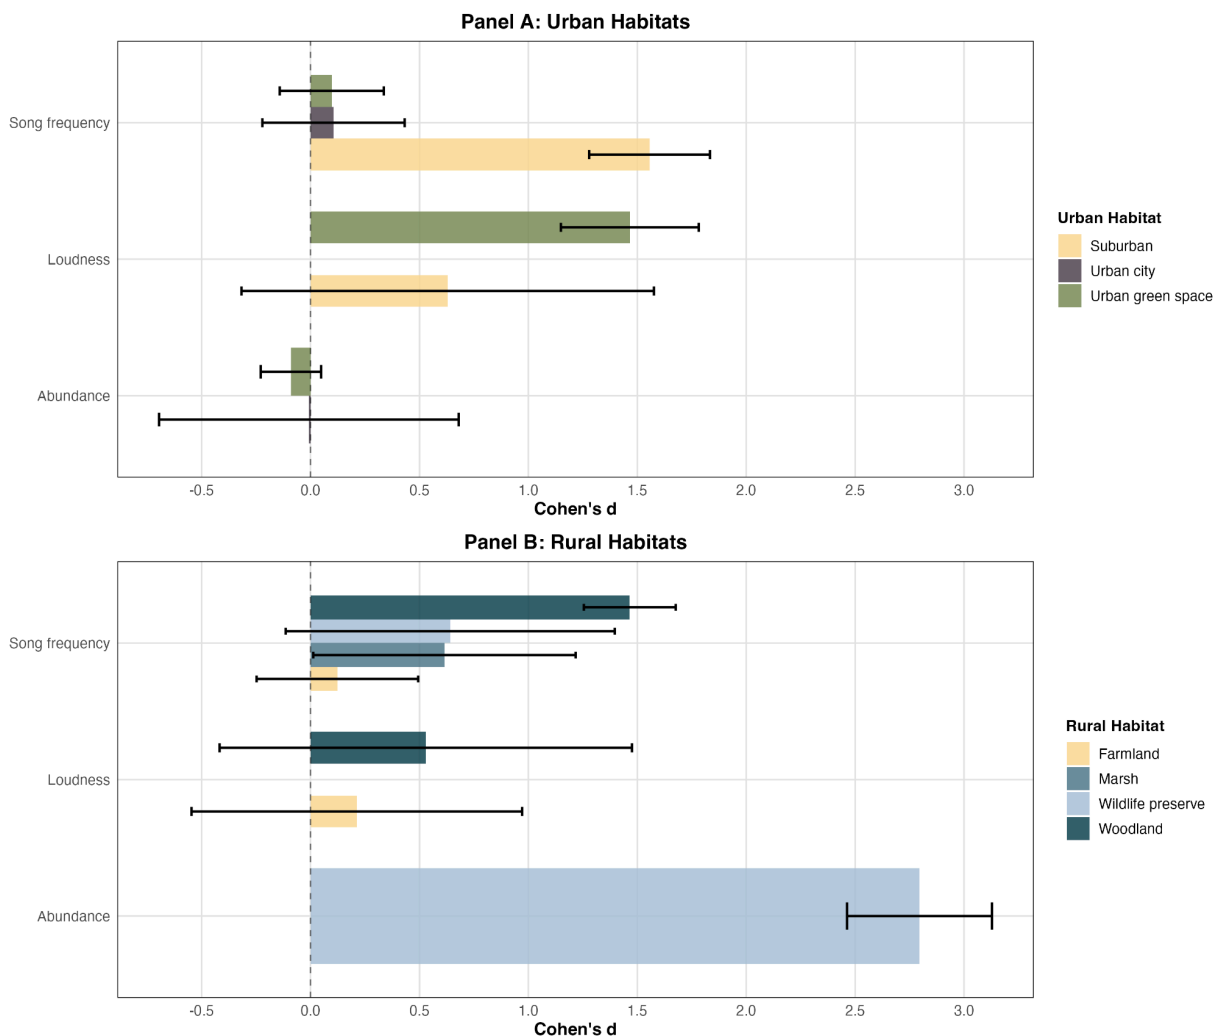 Panel A: Urban Habitats
Song frequency
Loudness
Abundance
-0.5 0.0 0.5 1.0 1.5 2.0 2.5 3.0
Cohen's d
Urban Habitat
Suburban
Urban city
Urban green space
Panel B: Rural Habitats
Song frequency
Loudness
Abundance
-0.5 0.0 0.5 1.0 1.5 2.0 2.5 3.0
Cohen's d
Rural Habitat
Farmland
Marsh
Wildlife preserve
Woodland